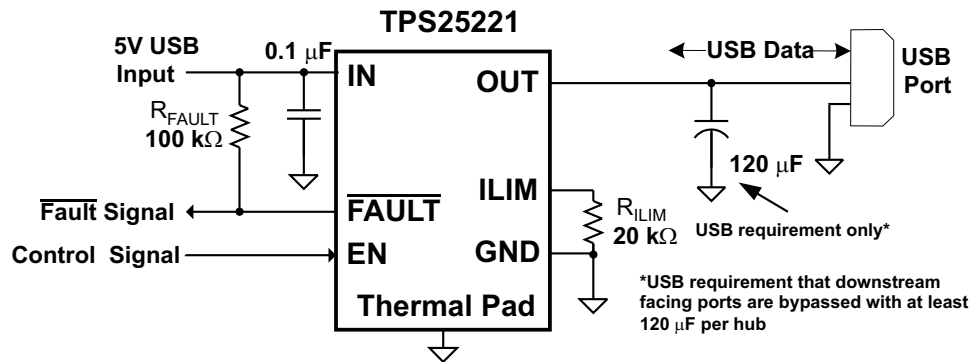 TPS25221
5V USB
Input
0.1 μF
USB Data
USB
Port
IN
OUT
R_FAULT
100 kΩ
120 μF
ILIM
R_ILIM
20 kΩ
USB requirement only*
Fault Signal
FAULT
Control Signal
EN
GND
Thermal Pad
*USB requirement that downstream
facing ports are bypassed with at least
120 μF per hub